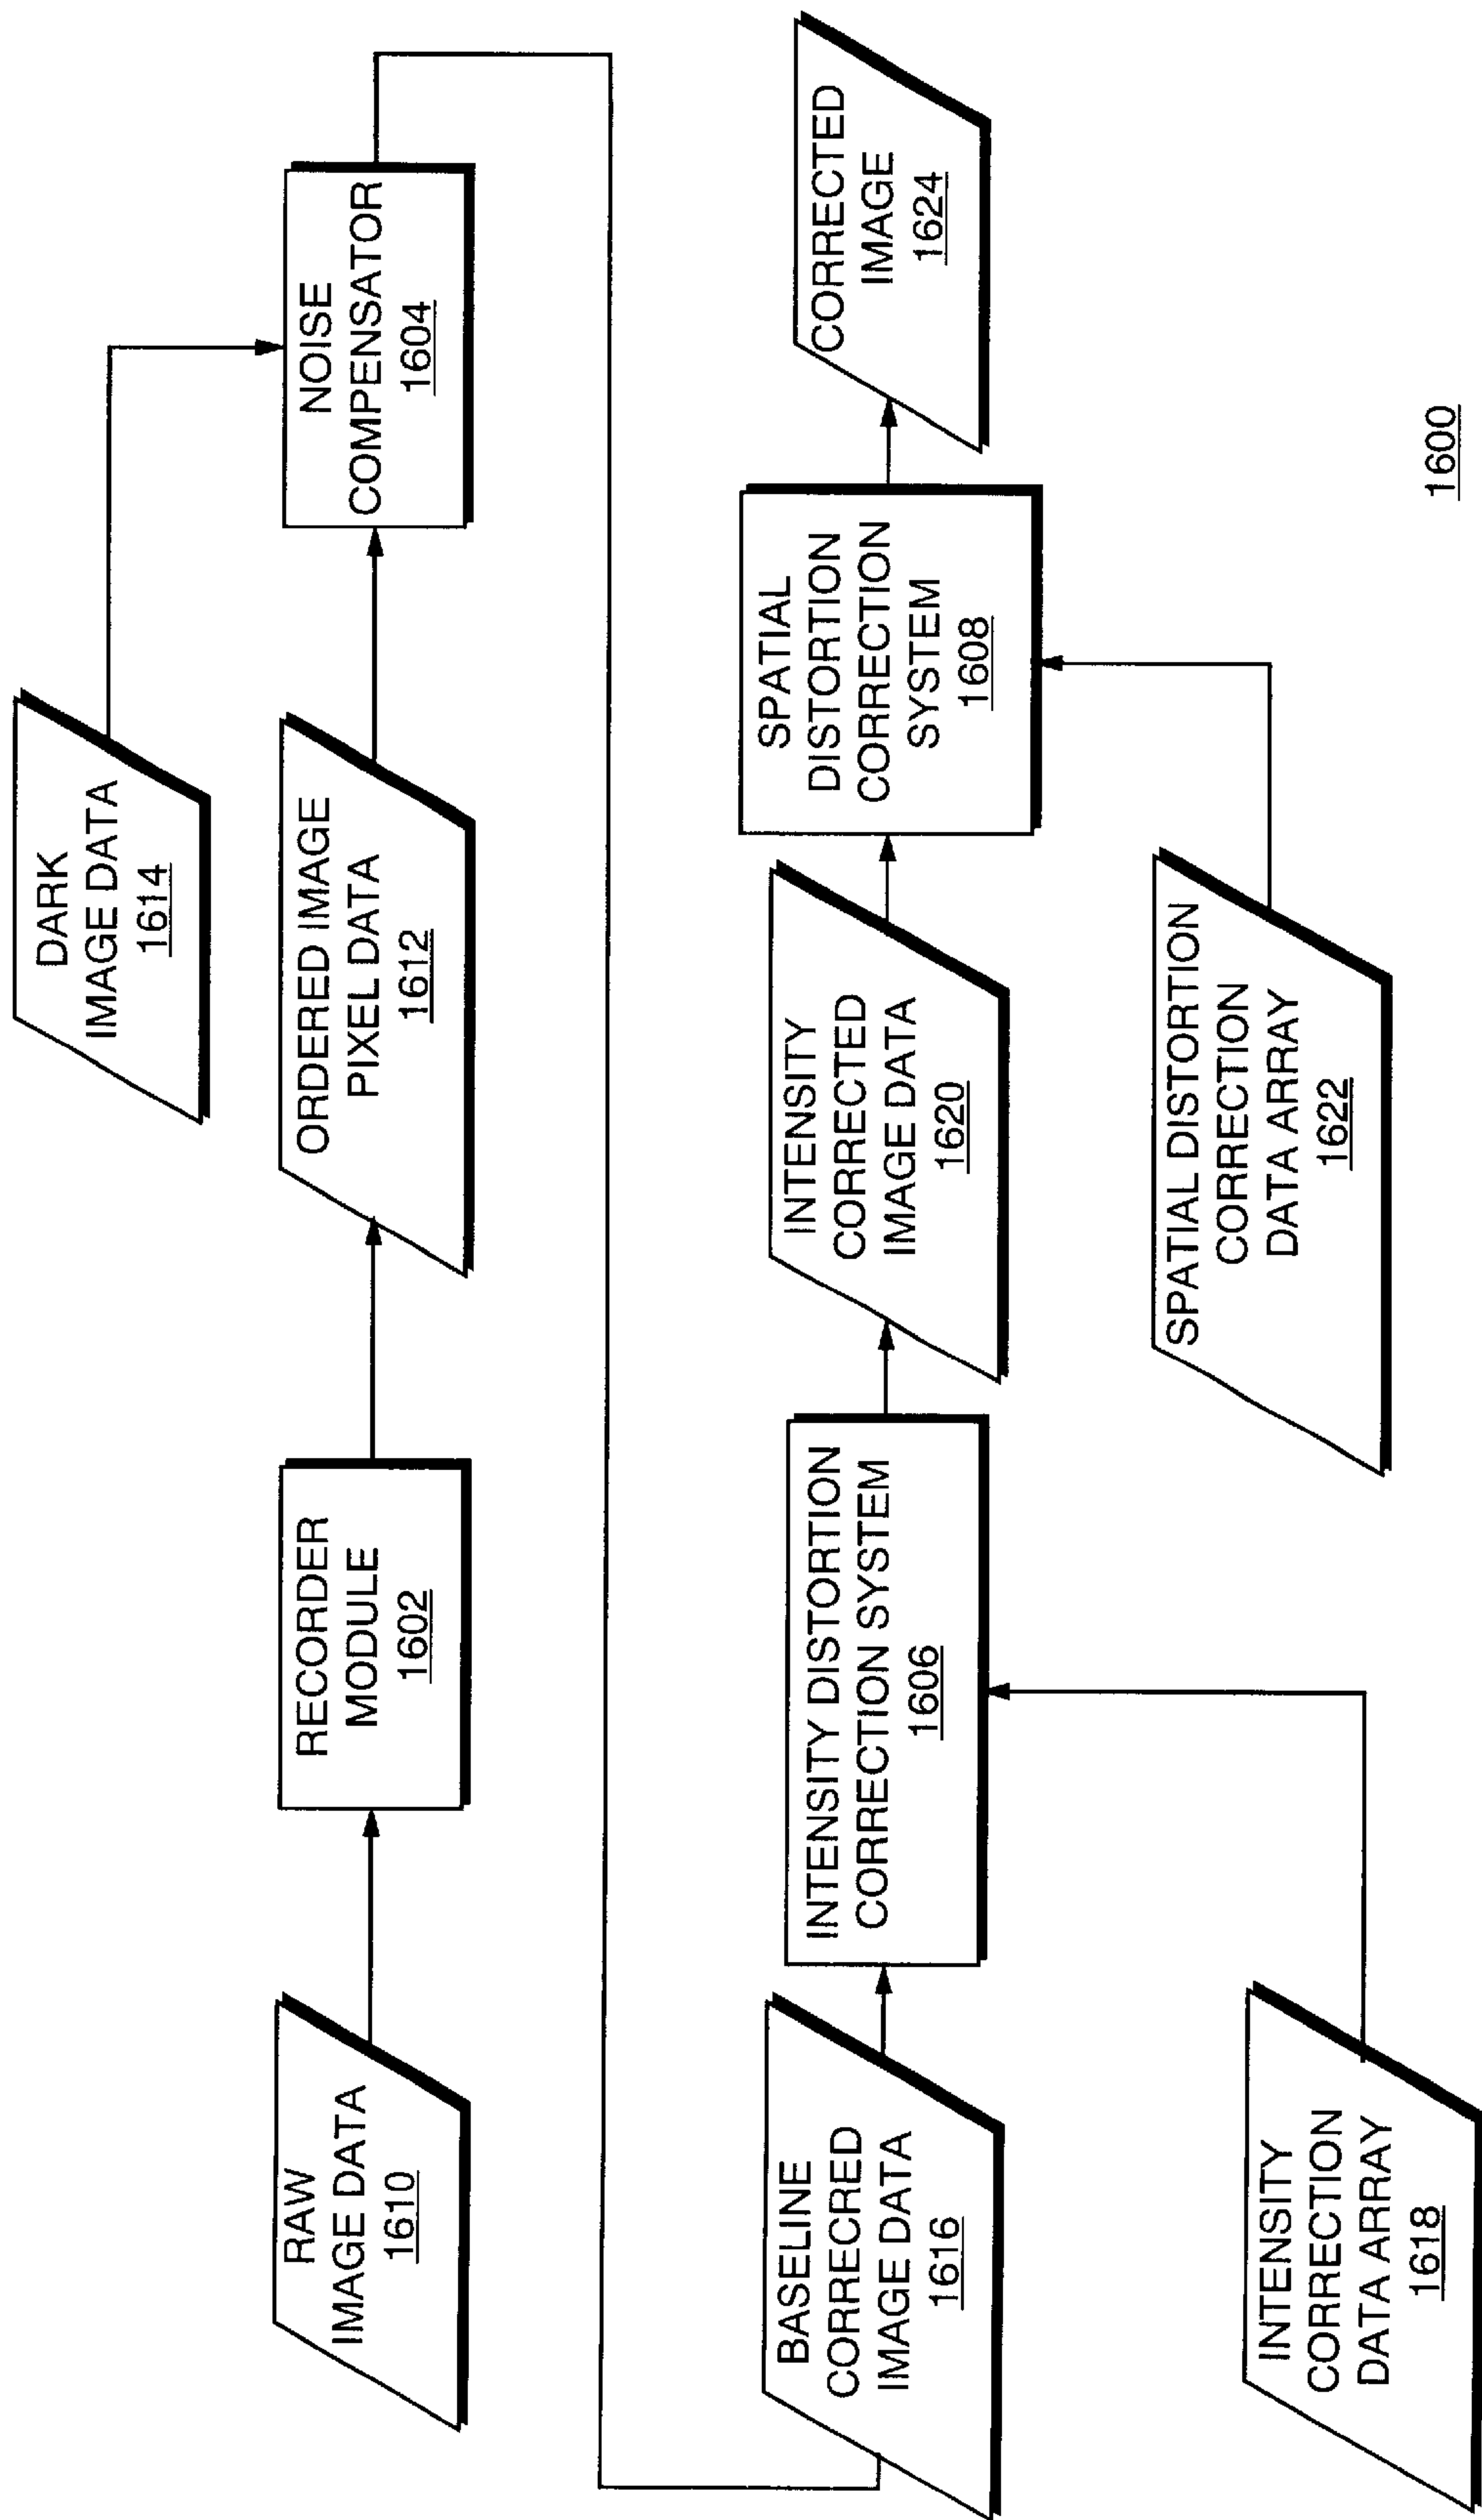 DARK
IMAGE DATA
1614
RAW
IMAGE DATA
1610
RECORDER
MODULE
1602
ORDERED IMAGE
PIXEL DATA
1612
NOISE
COMPENSATOR
1604
BASELINE
CORRECRED
IMAGE DATA
1616
INTENSITY DISTORTION
CORRECTION SYSTEM
1606
INTENSITY
CORRECTED
IMAGE DATA
1620
SPATIAL
DISTORTION
CORRECTION
SYSTEM
1608
CORRECTED
IMAGE
1624
INTENSITY
CORRECTION
DATA ARRAY
1618
SPATIAL DISTORTION
CORRECTION
DATA ARRAY
1622
1600